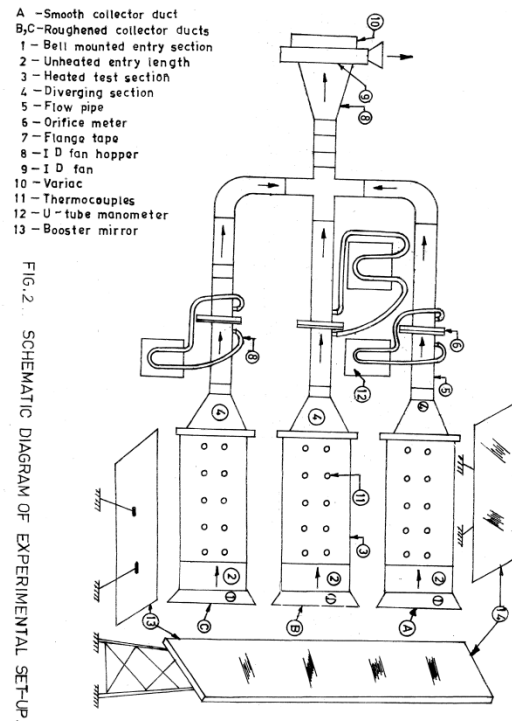 A - Smooth collector duct
B,C - Roughened collector ducts
1 - Bell mounted entry section
2 - Unheated entry length
3 - Heated test section
4 - Diverging section
5 - Flow pipe
6 - Orifice meter
7 - Flange tape
8 - I D fan hopper
9 - I D fan
10 - Variac
11 - Thermocouples
12 - U-tube manometer
13 - Booster mirror
10
9
8
8
6
5
12
4
4
4
11
3
2
2
2
1
1
1
C
B
A
13
14
FIG.2. SCHEMATIC DIAGRAM OF EXPERIMENTAL SET-UP.